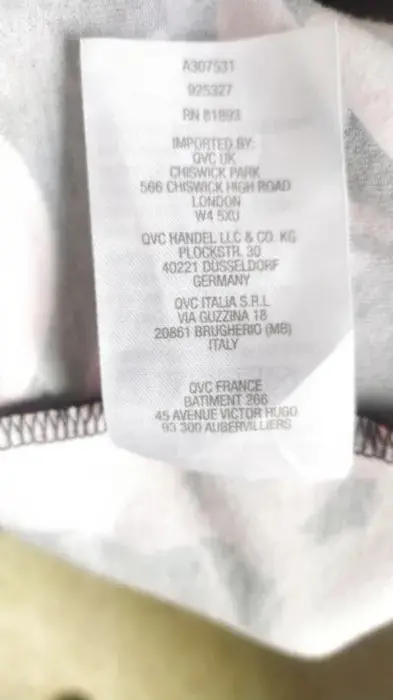 A307531
925327
RN 81893
IMPORTED BY:
QVC UK
CHISWICK PARK
566 CHISWICK HIGH ROAD
LONDON
W4 5XU
QVC HANDEL LLC & CO. KG
PLOCKSTR. 30
40221 DÜSSELDORF
GERMANY
QVC ITALIA S.R.L
VIA GUZZINA 18
20861 BRUGHERIO (MB)
ITALY
QVC FRANCE
BATIMENT 266
45 AVENUE VICTOR HUGO
93 300 AUBERVILLIERS